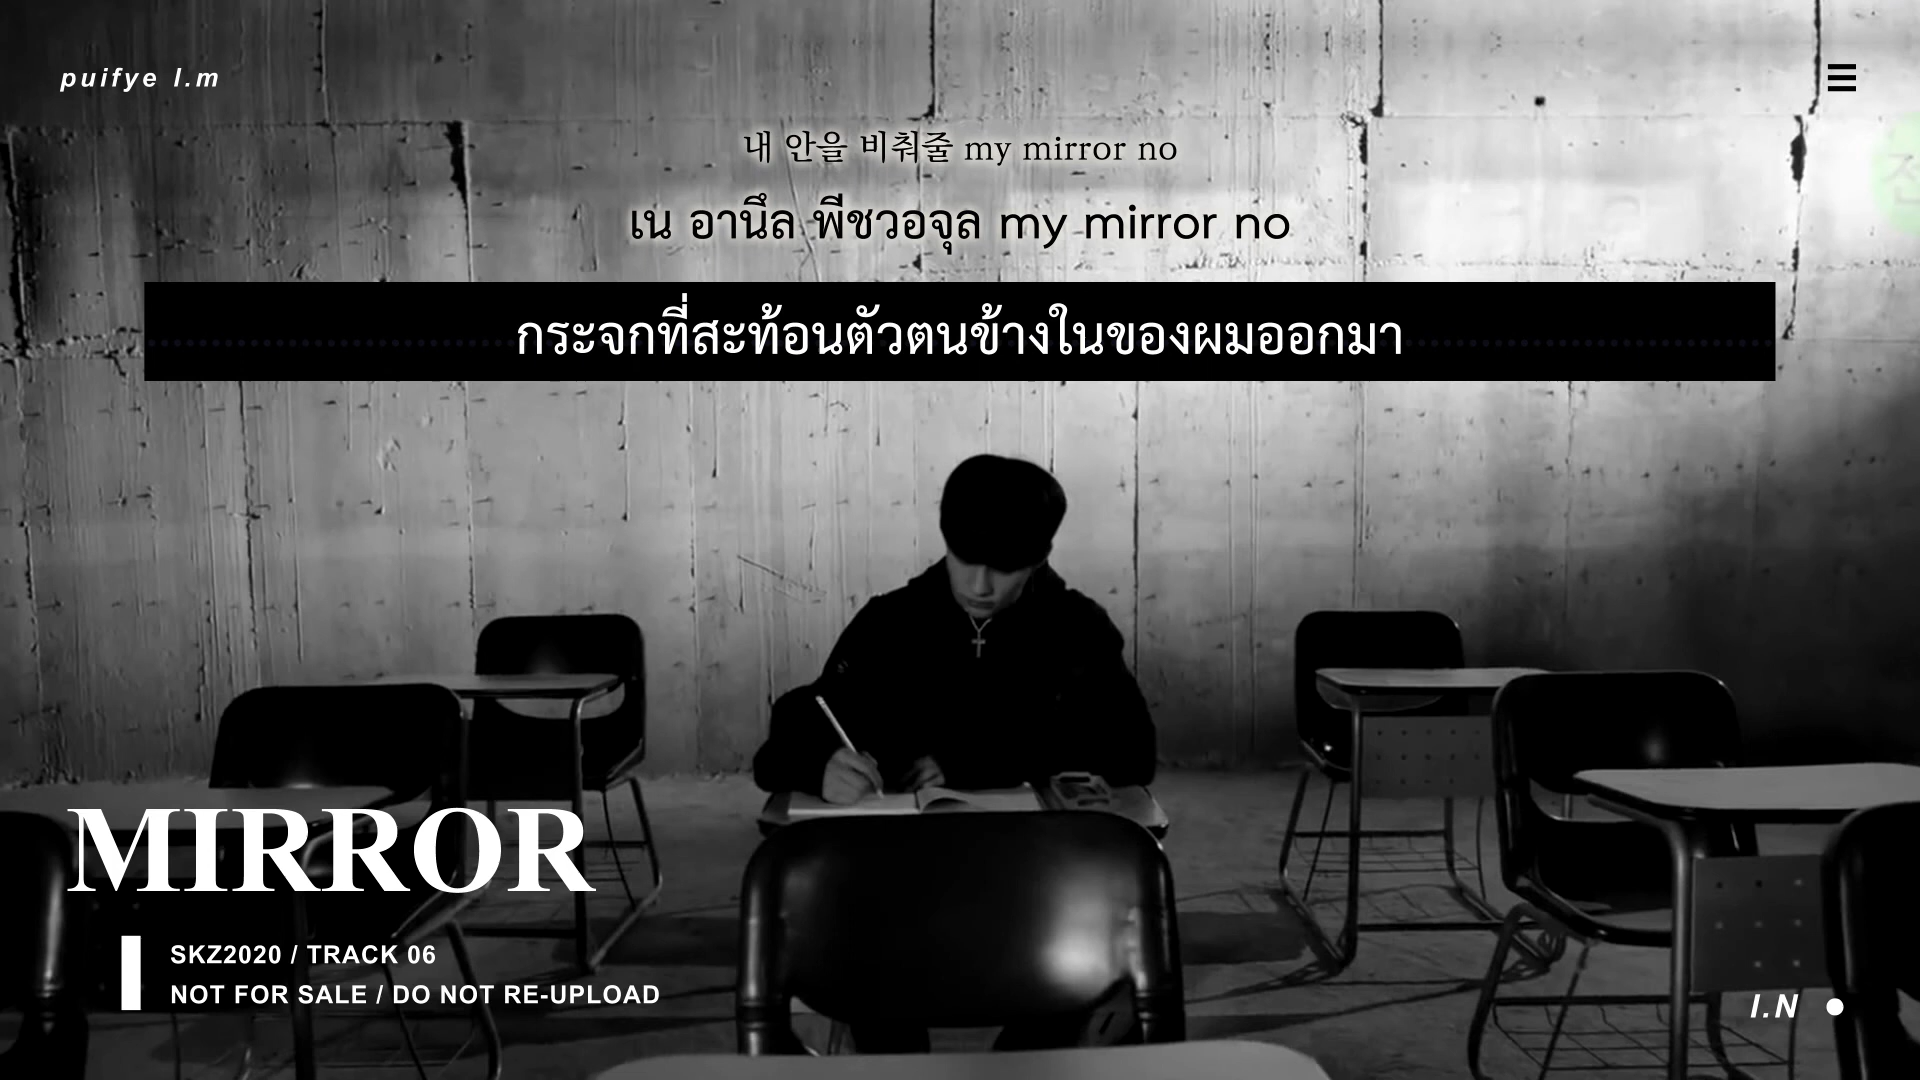 puifye l.m
내 안을 비춰줄 my mirror no
เน อานึล พีชวอจุล my mirror no
กระจกที่สะท้อนตัวตนข้างในของผมออกมา
MIRROR
SKZ2020 / TRACK 06
NOT FOR SALE / DO NOT RE-UPLOAD
I.N